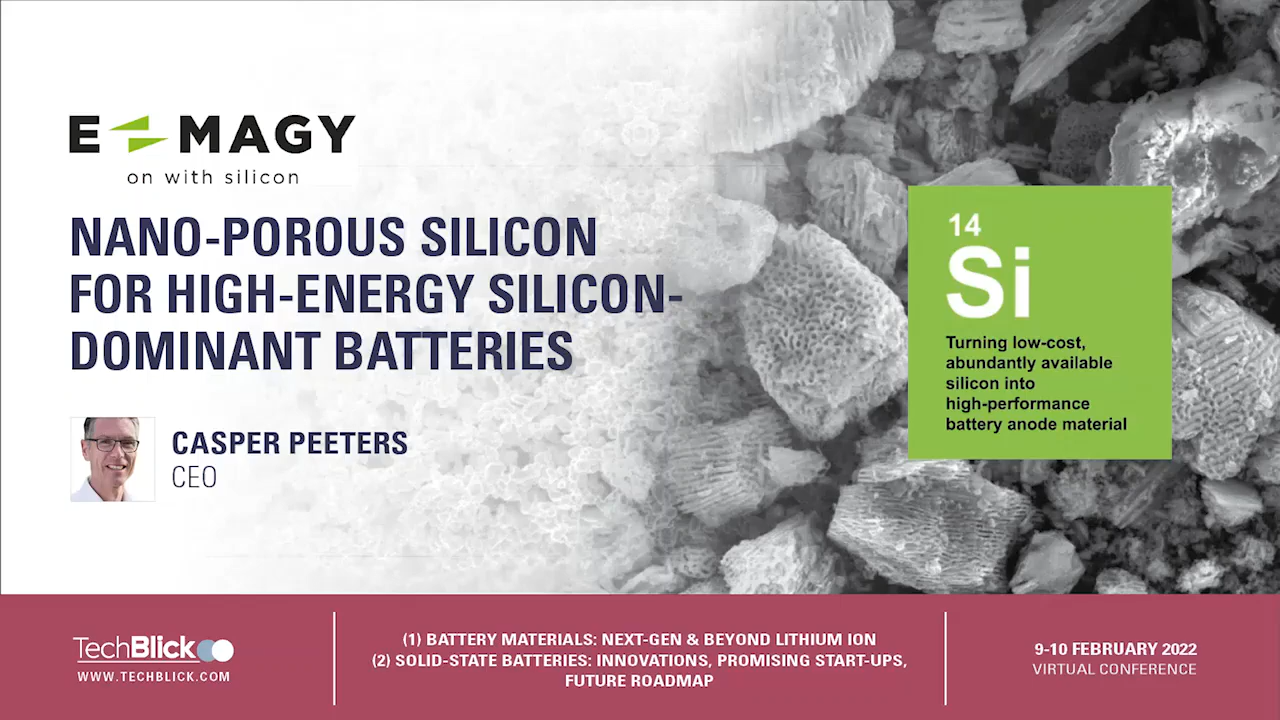 E MAGY
on with silicon
NANO-POROUS SILICON
FOR HIGH-ENERGY SILICON-
DOMINANT BATTERIES
CASPER PEETERS
CEO
14
Si
Turning low-cost,
abundantly available
silicon into
high-performance
battery anode material
TechBlick
WWW.TECHBLICK.COM
(1) BATTERY MATERIALS: NEXT-GEN & BEYOND LITHIUM ION
(2) SOLID-STATE BATTERIES: INNOVATIONS, PROMISING START-UPS,
FUTURE ROADMAP
9-10 FEBRUARY 2022
VIRTUAL CONFERENCE